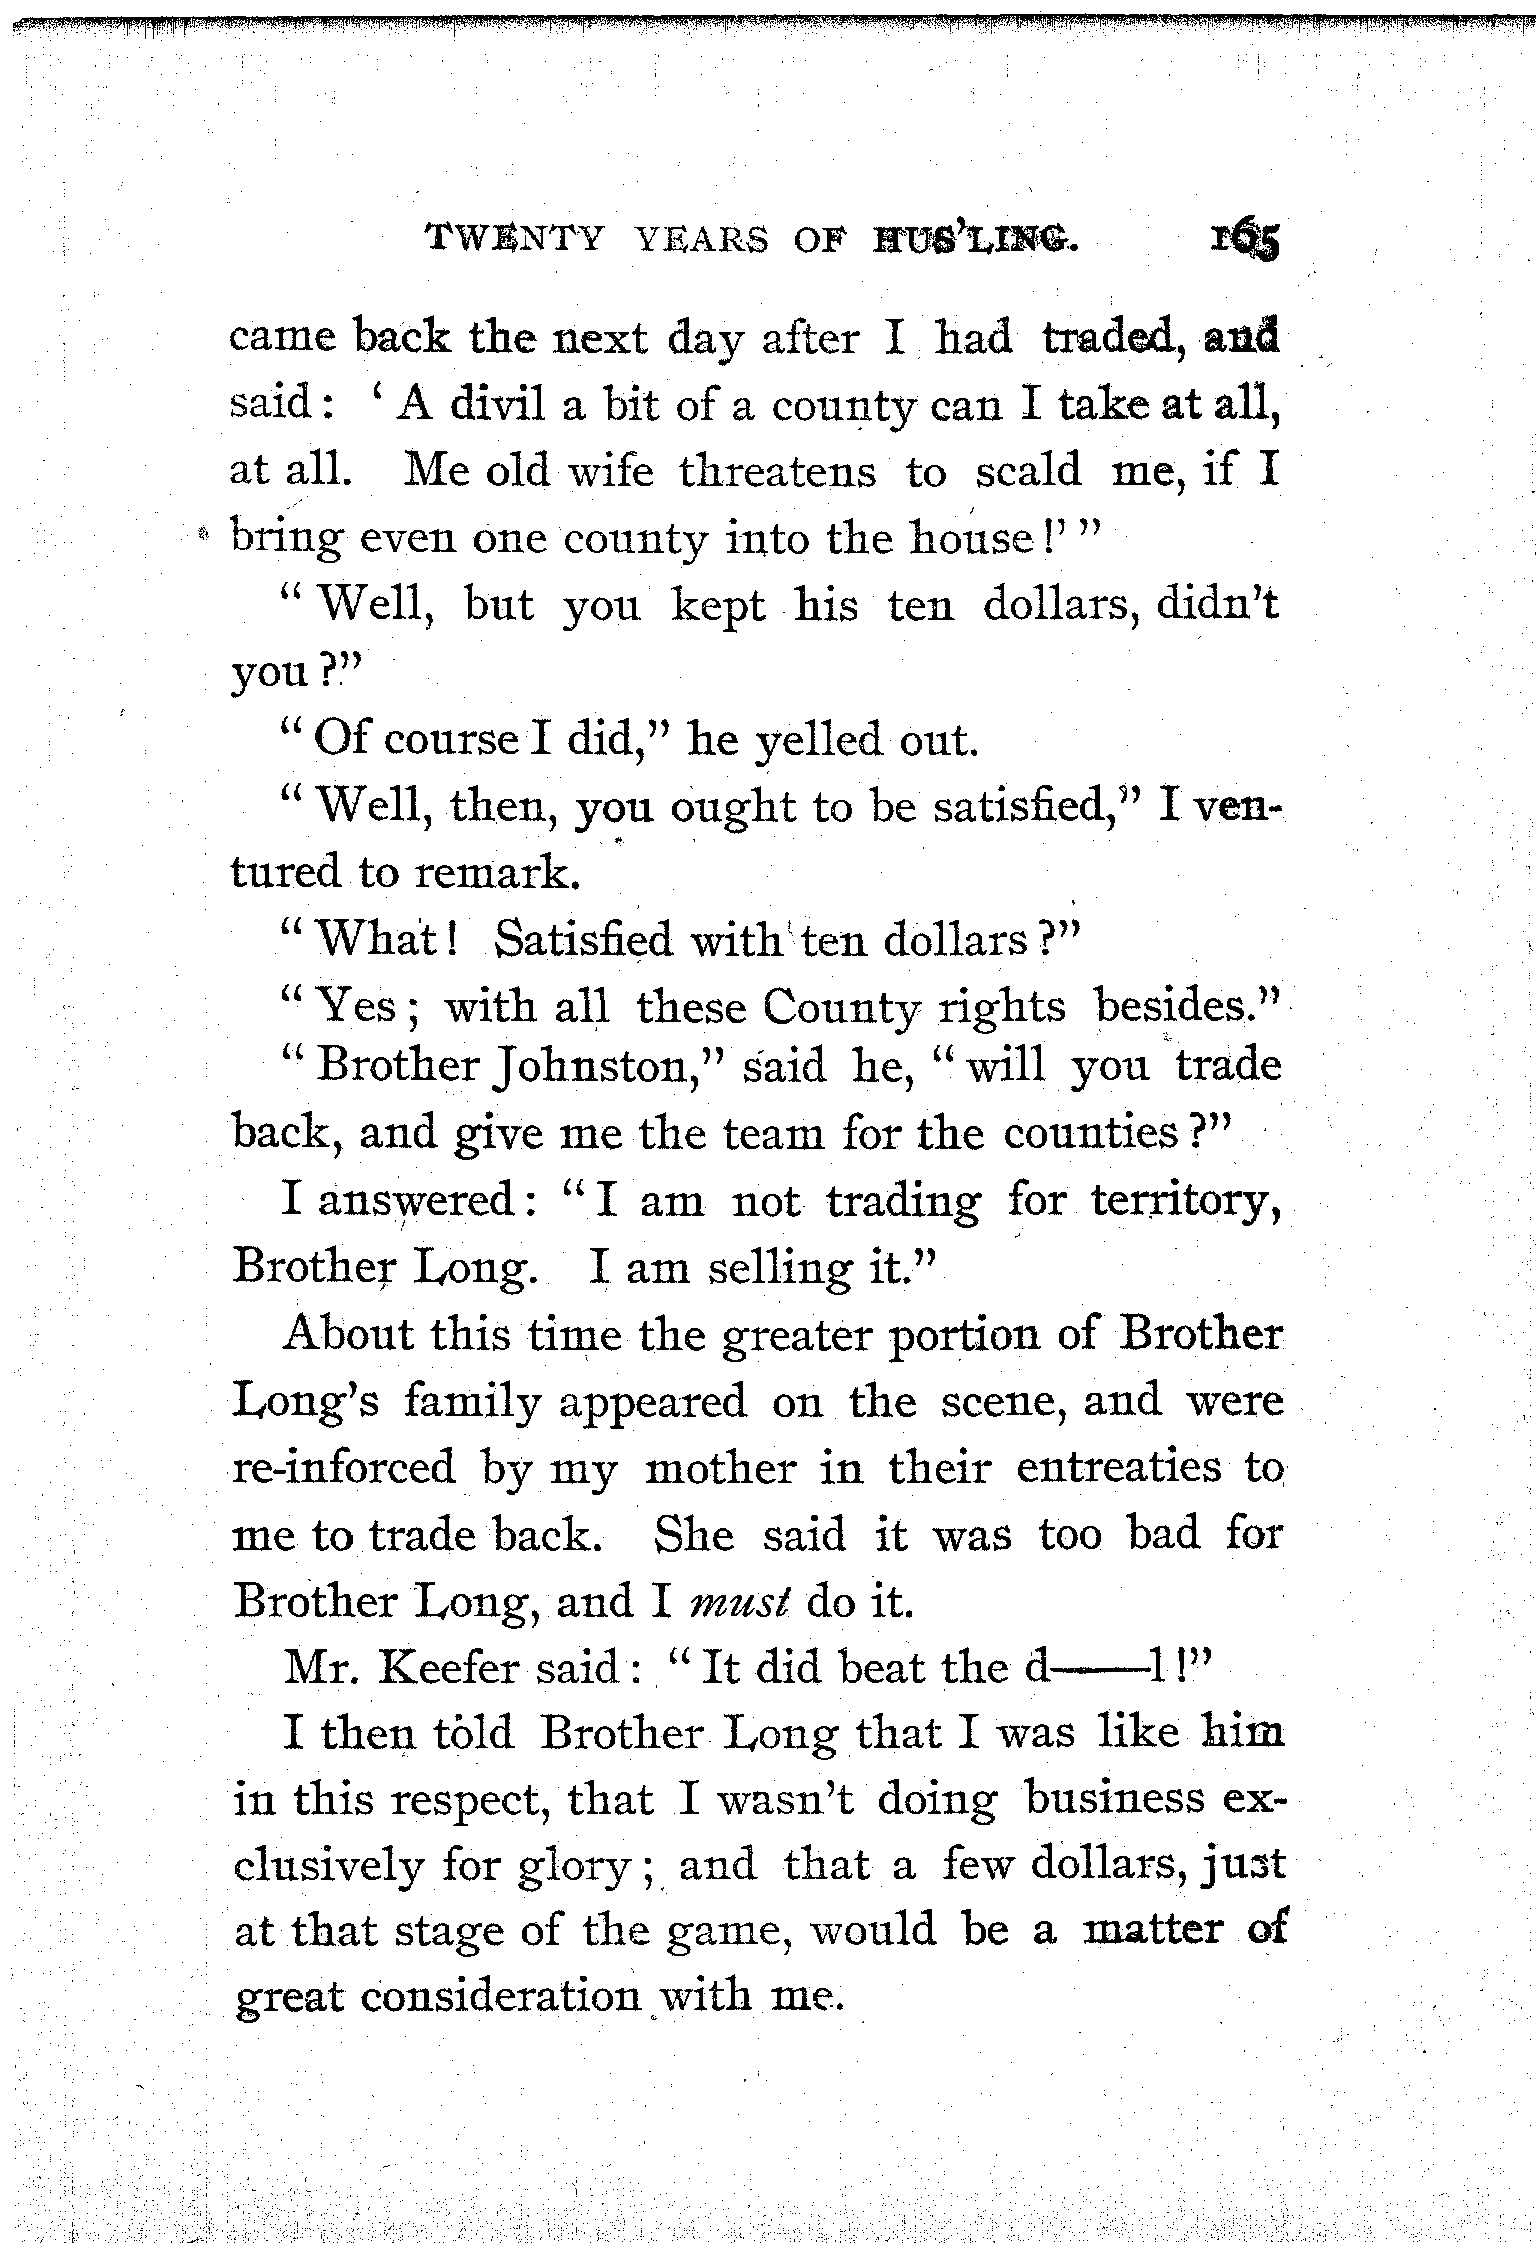 TWENTY YEARS OF HUS'LING. 165
came back the next day after I had traded, and
said: 'A divil a bit of a county can I take at all,
at all. Me old wife threatens to scald me, if I
bring even one county into the house!'"
"Well, but you kept his ten dollars, didn't
you?"
"Of course I did," he yelled out.
"Well, then, you ought to be satisfied," I ven-
tured to remark.
"What! Satisfied with ten dollars?"
"Yes; with all these County rights besides."
"Brother Johnston," said he, "will you trade
back, and give me the team for the counties?"
I answered: "I am not trading for territory,
Brother Long. I am selling it."
About this time the greater portion of Brother
Long's family appeared on the scene, and were
re-inforced by my mother in their entreaties to
me to trade back. She said it was too bad for
Brother Long, and I must do it.
Mr. Keefer said: "It did beat the d——l!"
I then told Brother Long that I was like him
in this respect, that I wasn't doing business ex-
clusively for glory; and that a few dollars, just
at that stage of the game, would be a matter of
great consideration with me.